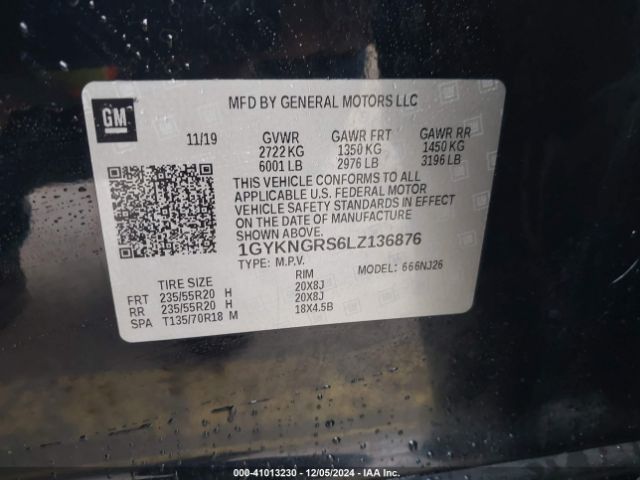 GM
MFD BY GENERAL MOTORS LLC
11/19 GVWR GAWR FRT GAWR RR
2722 KG 1350 KG 1450 KG
6001 LB 2976 LB 3196 LB
THIS VEHICLE CONFORMS TO ALL
APPLICABLE U.S. FEDERAL MOTOR
VEHICLE SAFETY STANDARDS IN EFFECT
ON THE DATE OF MANUFACTURE
SHOWN ABOVE.
1GYKNGRS6LZ136876
TYPE: M.P.V. MODEL: 666NJ26
TIRE SIZE RIM
FRT 235/55R20 H 20X8J
RR 235/55R20 H 20X8J
SPA T135/70R18 M 18X4.5B
000-41013230 - 12/05/2024 - IAA Inc.